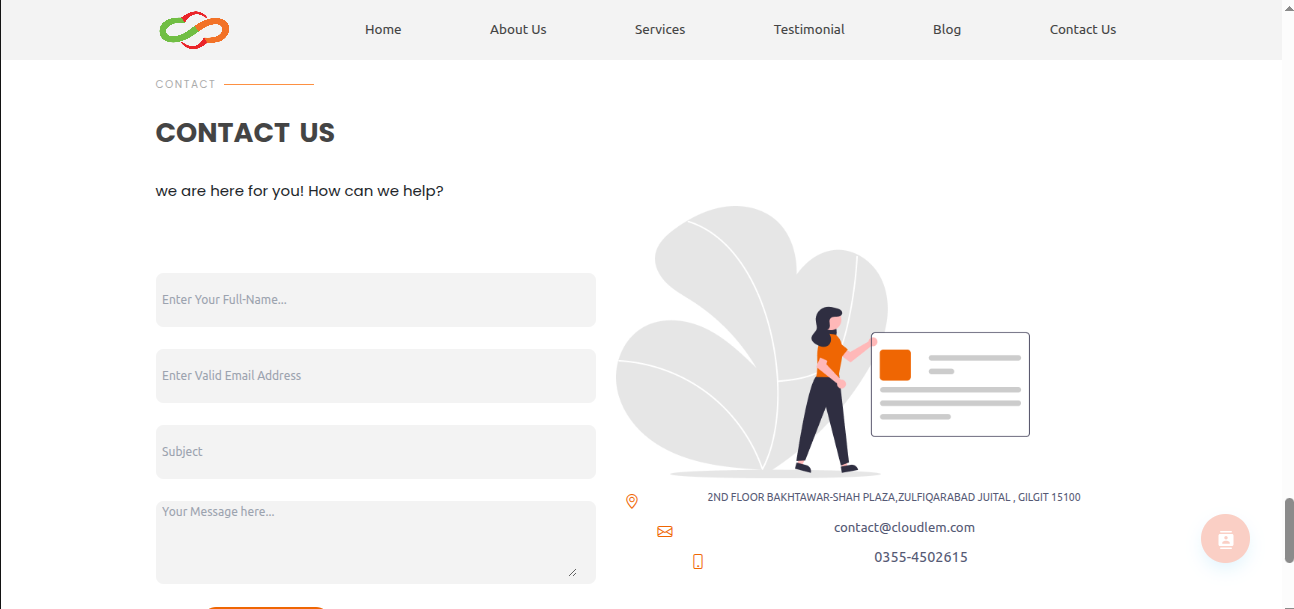 Home About Us Services Testimonial Blog Contact Us
CONTACT
CONTACT US
we are here for you! How can we help?
Enter Your Full-Name...
Enter Valid Email Address
Subject
Your Message here...
2ND FLOOR BAKHTAWAR-SHAH PLAZA,ZULFIQARABAD JUITAL , GILGIT 15100
contact@cloudlem.com
0355-4502615